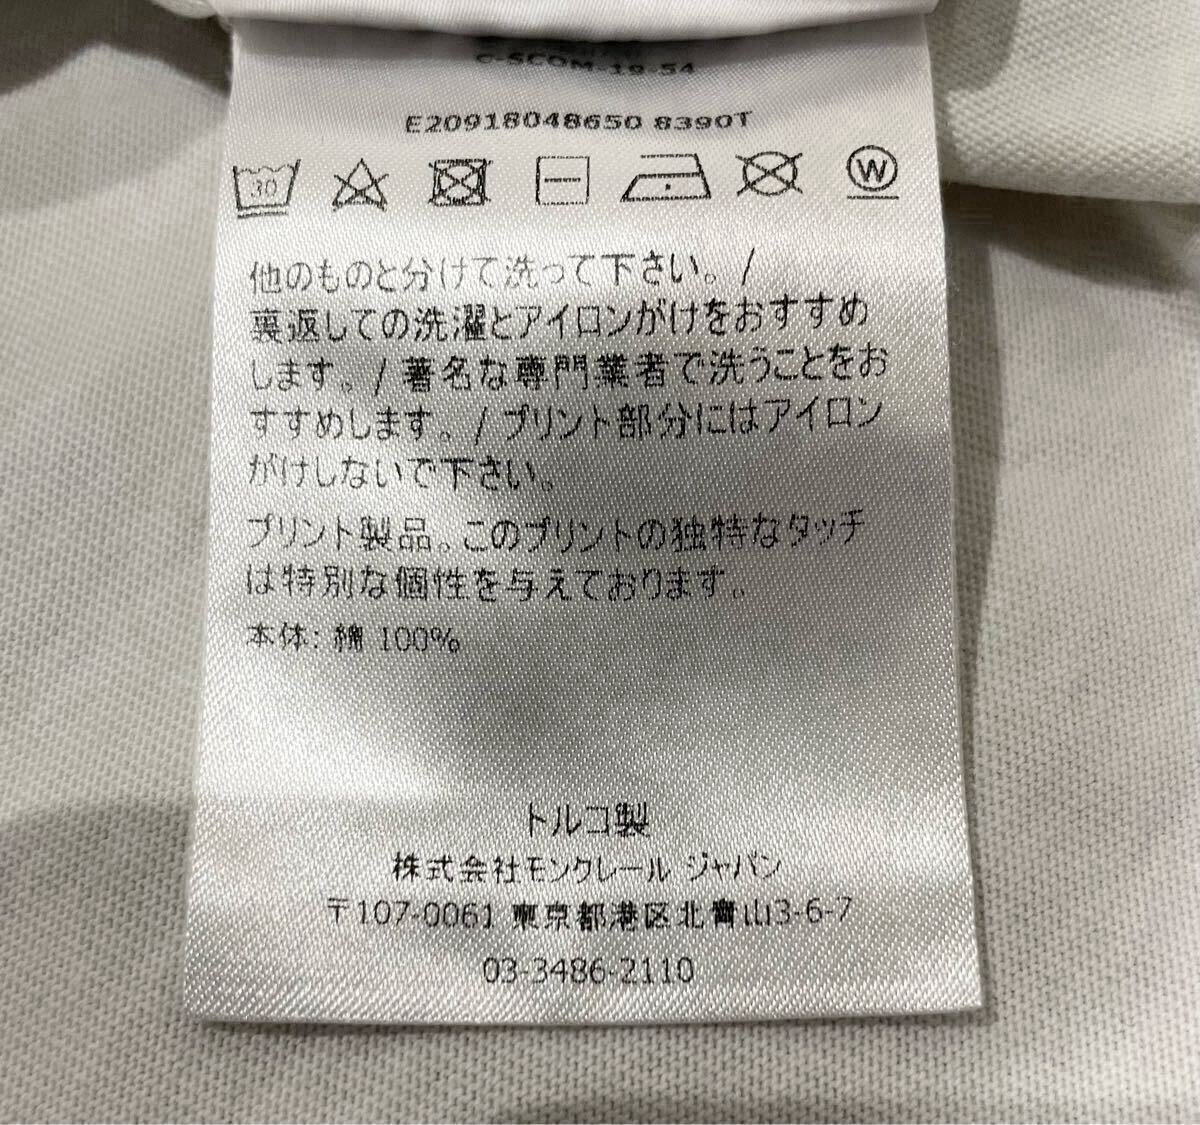 C-SCOM-19-54
E20918048650 8390T
30
W
他のものと分けて洗って下さい。/
裏返しての洗濯とアイロンがけをおすすめ
します。/ 著名な専門業者で洗うことをお
すすめします。/ プリント部分にはアイロン
がけしないで下さい。
プリント製品。このプリントの独特なタッチ
は特別な個性を与えております。
本体: 綿 100%
トルコ製
株式会社モンクレール ジャパン
〒107-0061 東京都港区北青山3-6-7
03-3486-2110